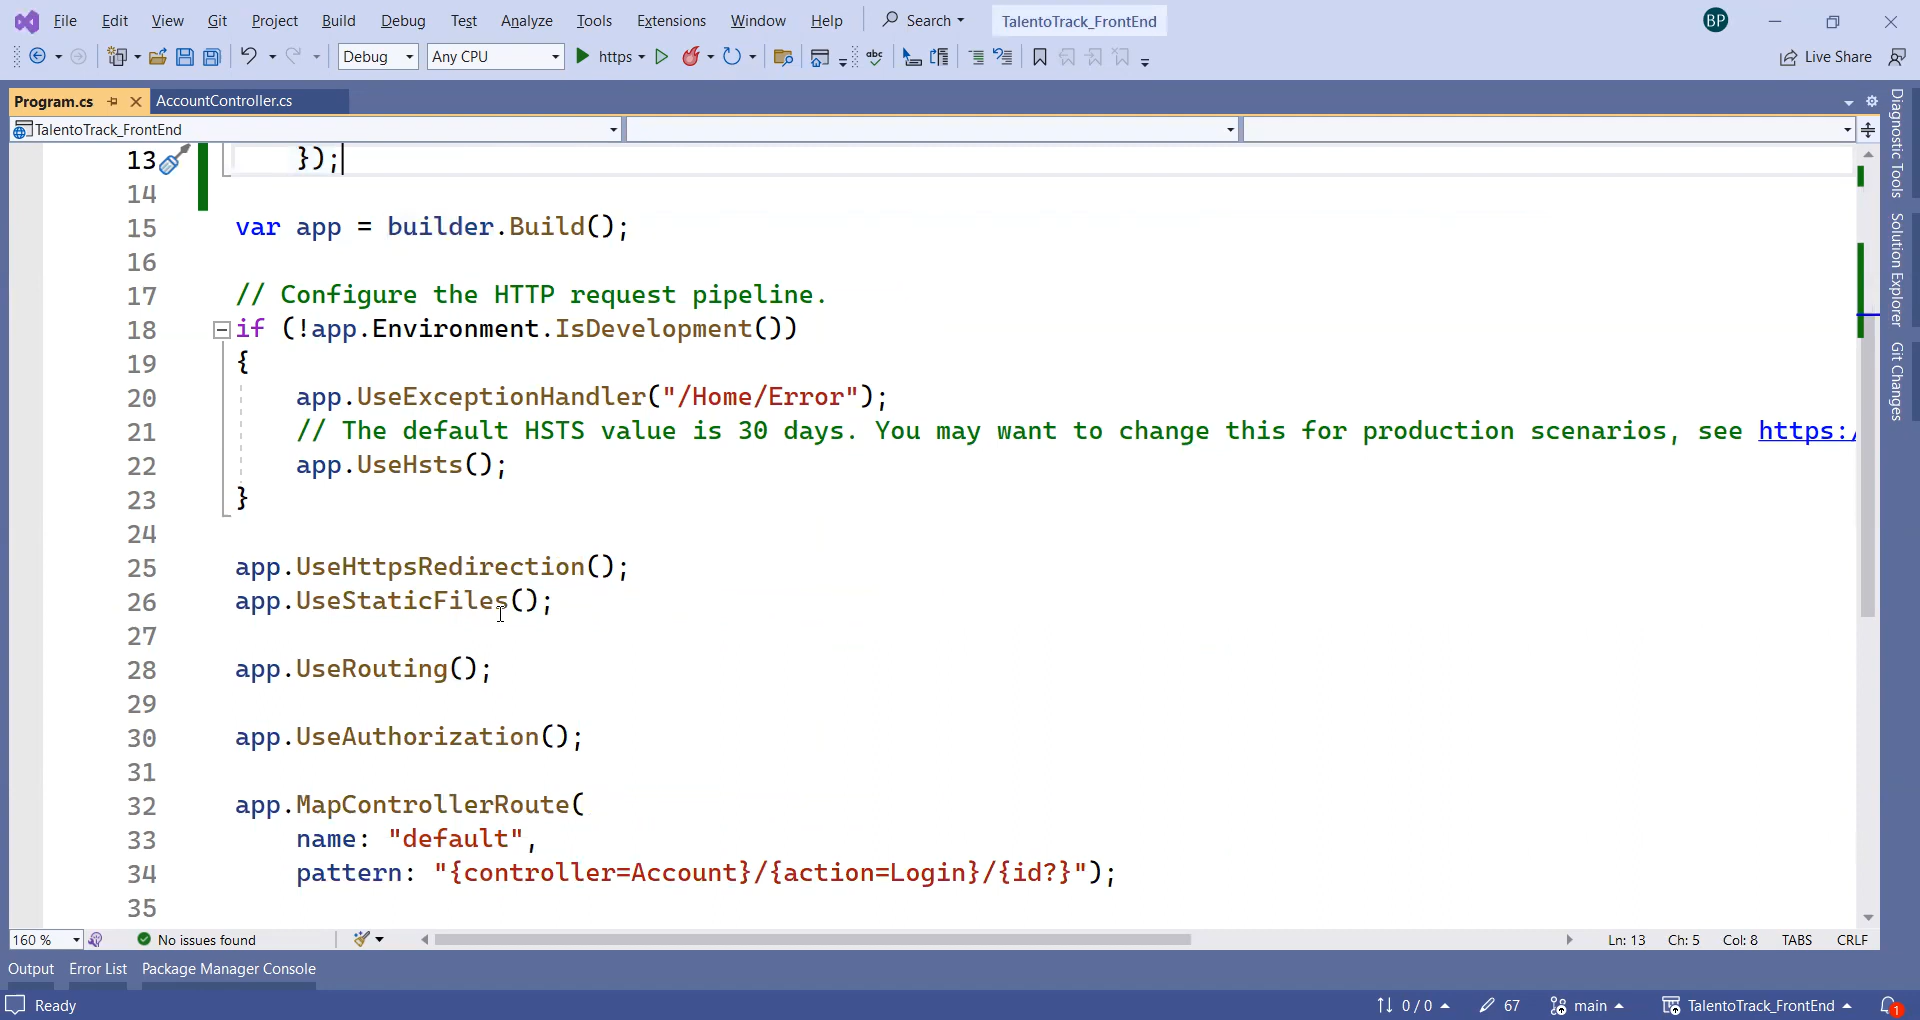 File Edit View Git Project Build Debug Test Analyze Tools Extensions Window Help Search TalentoTrack_FrontEnd BP
Debug Any CPU https abc Live Share
Program.cs AccountController.cs
TalentoTrack_FrontEnd
13 });
14
15 var app = builder.Build();
16
17 // Configure the HTTP request pipeline.
18 if (!app.Environment.IsDevelopment())
19 {
20 app.UseExceptionHandler("/Home/Error");
21 // The default HSTS value is 30 days. You may want to change this for production scenarios, see https:/
22 app.UseHsts();
23 }
24
25 app.UseHttpsRedirection();
26 app.UseStaticFiles();
27
28 app.UseRouting();
29
30 app.UseAuthorization();
31
32 app.MapControllerRoute(
33 name: "default",
34 pattern: "{controller=Account}/{action=Login}/{id?}");
35
Diagnostic Tools
Solution Explorer
Git Changes
160 % No issues found Ln: 13 Ch: 5 Col: 8 TABS CRLF
Output Error List Package Manager Console
Ready 0 / 0 67 main TalentoTrack_FrontEnd 1